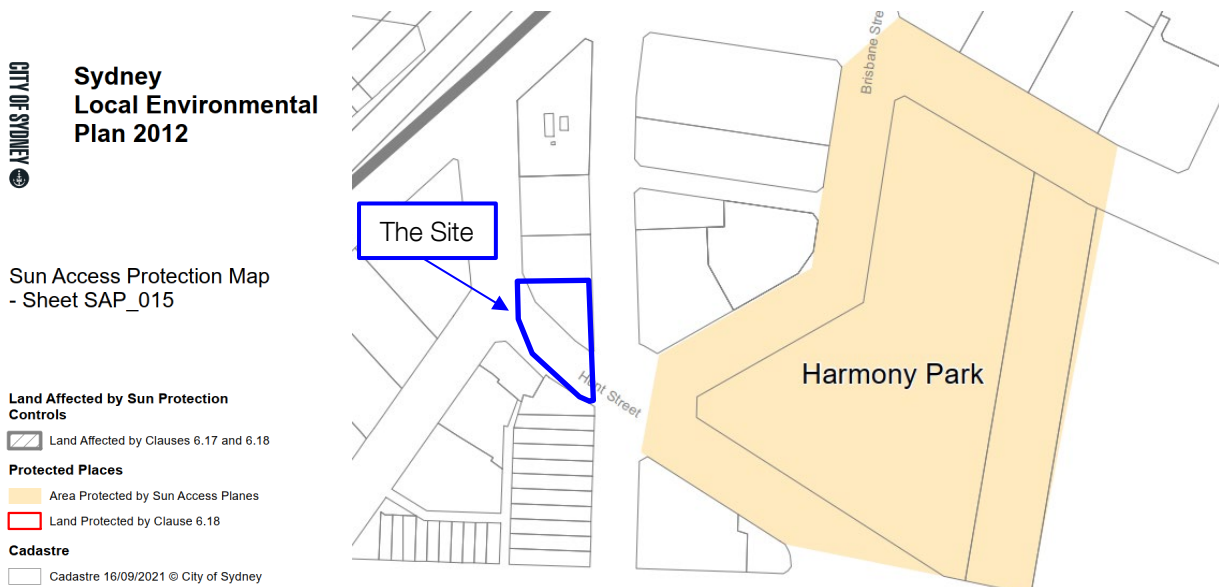 CITY OF SYDNEY
Sydney
Local Environmental
Plan 2012
Sun Access Protection Map
- Sheet SAP_015
Land Affected by Sun Protection
Controls
Land Affected by Clauses 6.17 and 6.18
Protected Places
Area Protected by Sun Access Planes
Land Protected by Clause 6.18
Cadastre
Cadastre 16/09/2021 © City of Sydney
The Site
Brisbane Stre
Hunt Street
Harmony Park